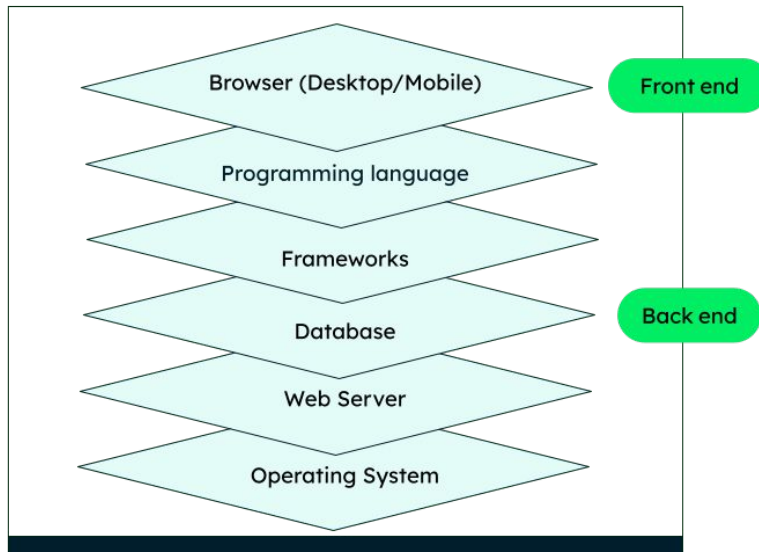 Browser (Desktop/Mobile)
Front end
Programming language
Frameworks
Back end
Database
Web Server
Operating System